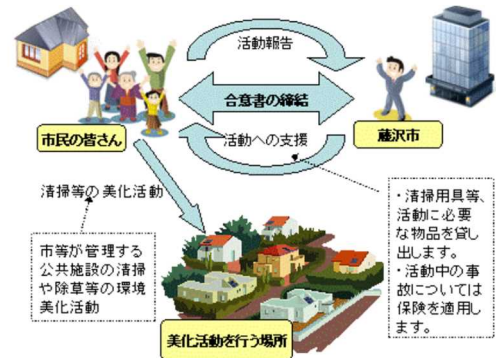 活動報告
合意書の締結
活動への支援
市民の皆さん
藤沢市
清掃等の美化活動
市等が管理する
公共施設の清掃
や除草等の環境
美化活動
・清掃用具等、
活動に必要
な物品を貸し
出します。
・活動中の事
故については
保険を適用し
ます。
美化活動を行う場所